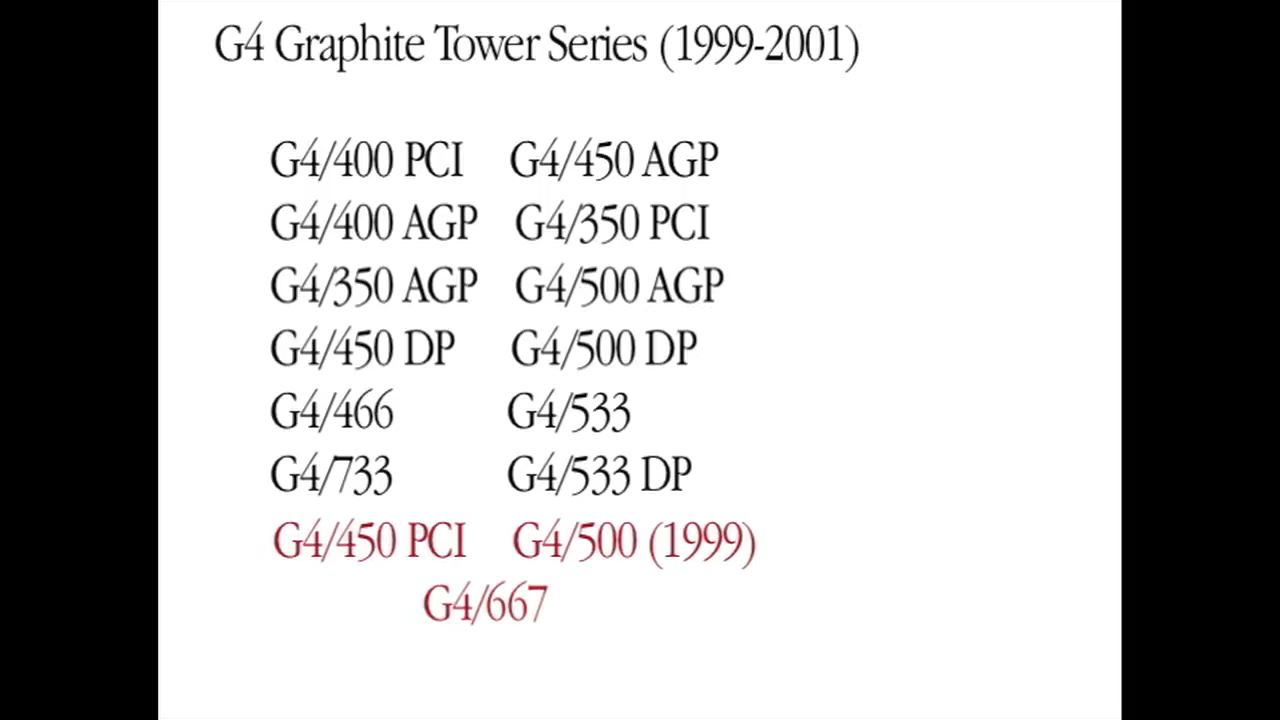 G4 Graphite Tower Series (1999-2001)
G4/400 PCI G4/450 AGP
G4/400 AGP G4/350 PCI
G4/350 AGP G4/500 AGP
G4/450 DP G4/500 DP
G4/466 G4/533
G4/733 G4/533 DP
G4/450 PCI G4/500 (1999)
G4/667